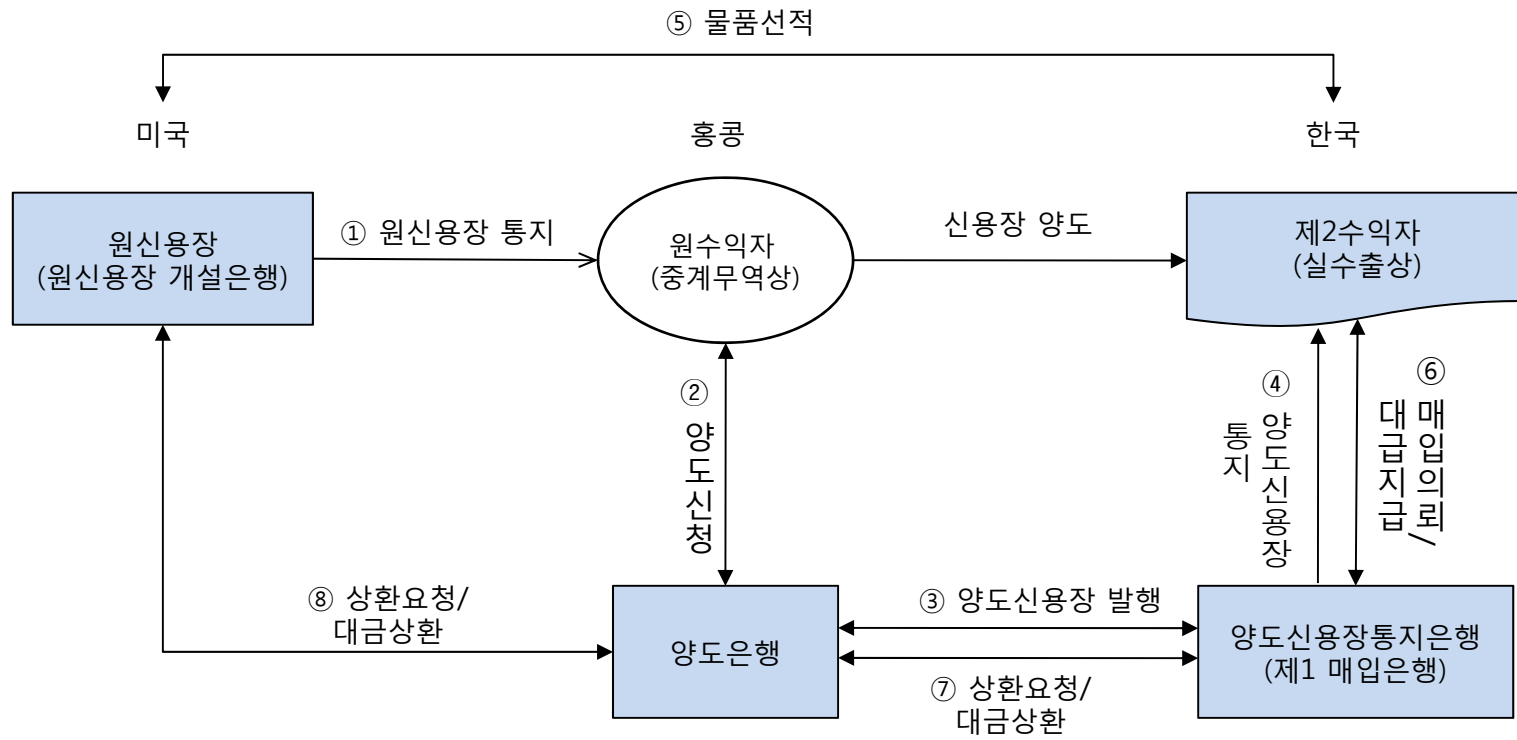 ⑤ 물품선적
미국
홍콩
한국
원신용장
(원신용장 개설은행)
① 원신용장 통지
원수익자
(중계무역상)
신용장 양도
제2수익자
(실수출상)
② 양도신청
④ 양도신용장
통지
⑥ 매입의뢰/
대급지급
⑧ 상환요청/
대금상환
양도은행
③ 양도신용장 발행
⑦ 상환요청/
대금상환
양도신용장통지은행
(제1 매입은행)